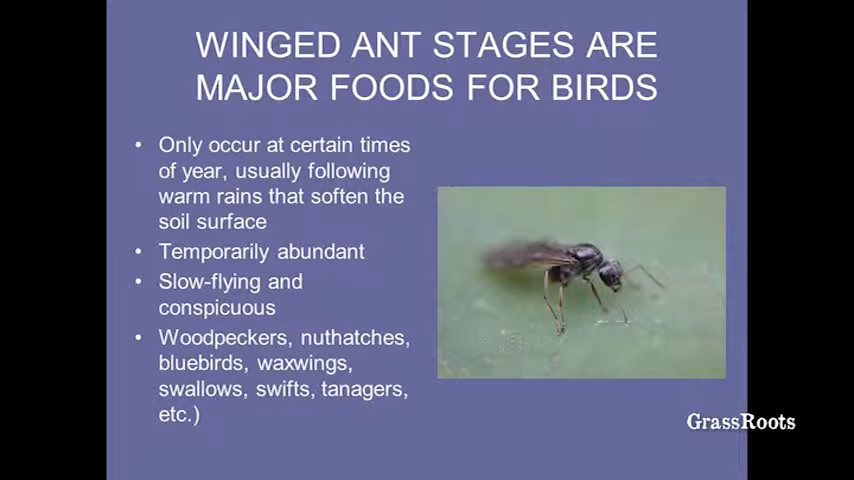 WINGED ANT STAGES ARE
MAJOR FOODS FOR BIRDS
• Only occur at certain times
of year, usually following
warm rains that soften the
soil surface
• Temporarily abundant
• Slow-flying and
conspicuous
• Woodpeckers, nuthatches,
bluebirds, waxwings,
swallows, swifts, tanagers,
etc.)
GrassRoots